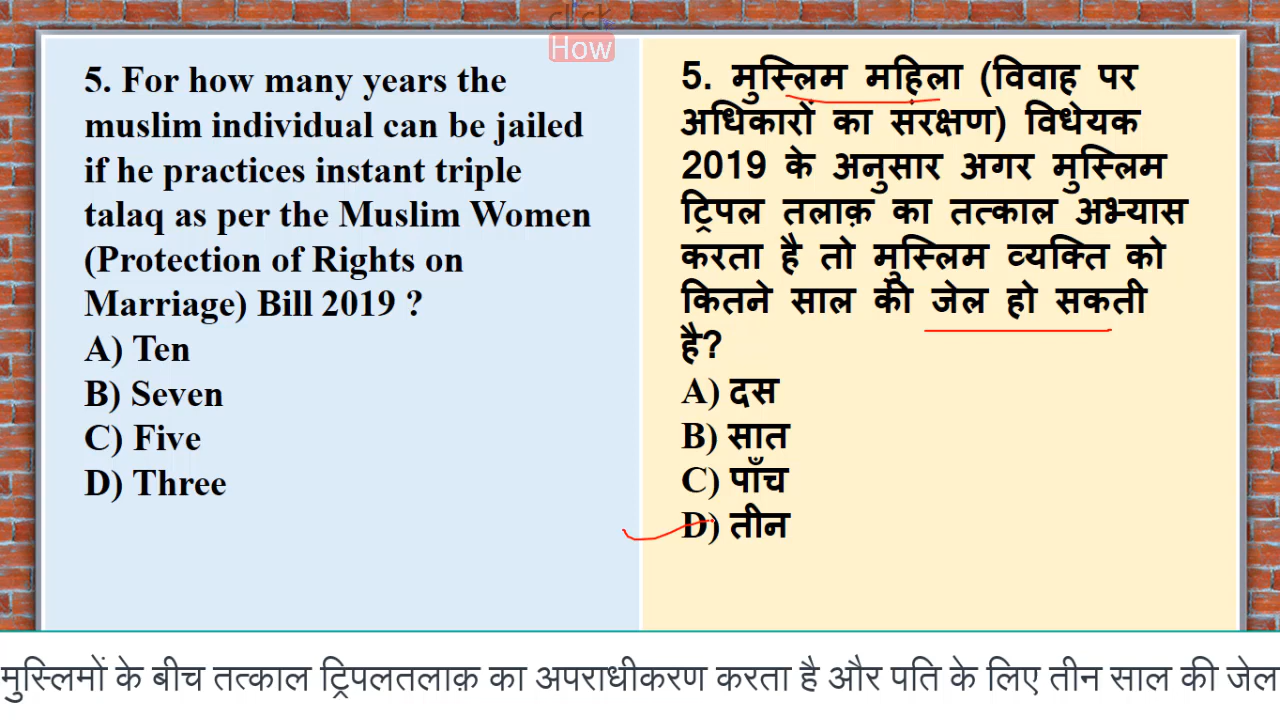 click
How
5. For how many years the
muslim individual can be jailed
if he practices instant triple
talaq as per the Muslim Women
(Protection of Rights on
Marriage) Bill 2019 ?
A) Ten
B) Seven
C) Five
D) Three
5. मुस्लिम महिला (विवाह पर
अधिकारों का संरक्षण) विधेयक
2019 के अनुसार अगर मुस्लिम
ट्रिपल तलाक़ का तत्काल अभ्यास
करता है तो मुस्लिम व्यक्ति को
कितने साल की जेल हो सकती
है?
A) दस
B) सात
C) पाँच
D) तीन
मुस्लिमों के बीच तत्काल ट्रिपलतलाक़ का अपराधीकरण करता है और पति के लिए तीन साल की जेल